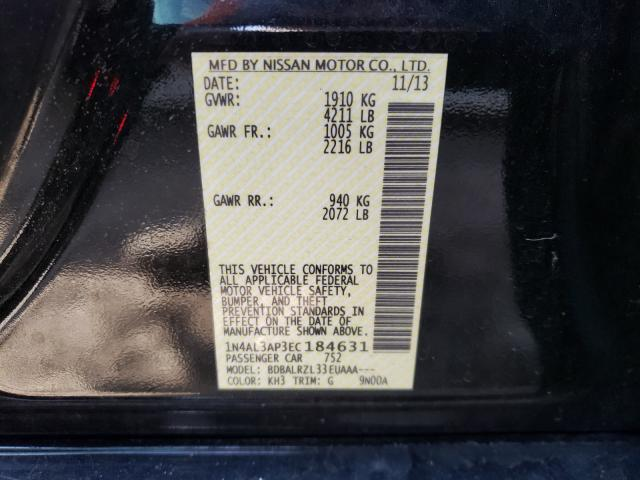 MFD BY NISSAN MOTOR CO., LTD.
DATE: 11/13
GVWR: 1910 KG
4211 LB
GAWR FR.: 1005 KG
2216 LB
GAWR RR.: 940 KG
2072 LB
THIS VEHICLE CONFORMS TO
ALL APPLICABLE FEDERAL
MOTOR VEHICLE SAFETY,
BUMPER, AND THEFT
PREVENTION STANDARDS IN
EFFECT ON THE DATE OF
MANUFACTURE SHOWN ABOVE.
1N4AL3AP3EC184631
PASSENGER CAR 752
MODEL: BDBALRZL33EUAAA---
COLOR: KH3 TRIM: G 9N00A